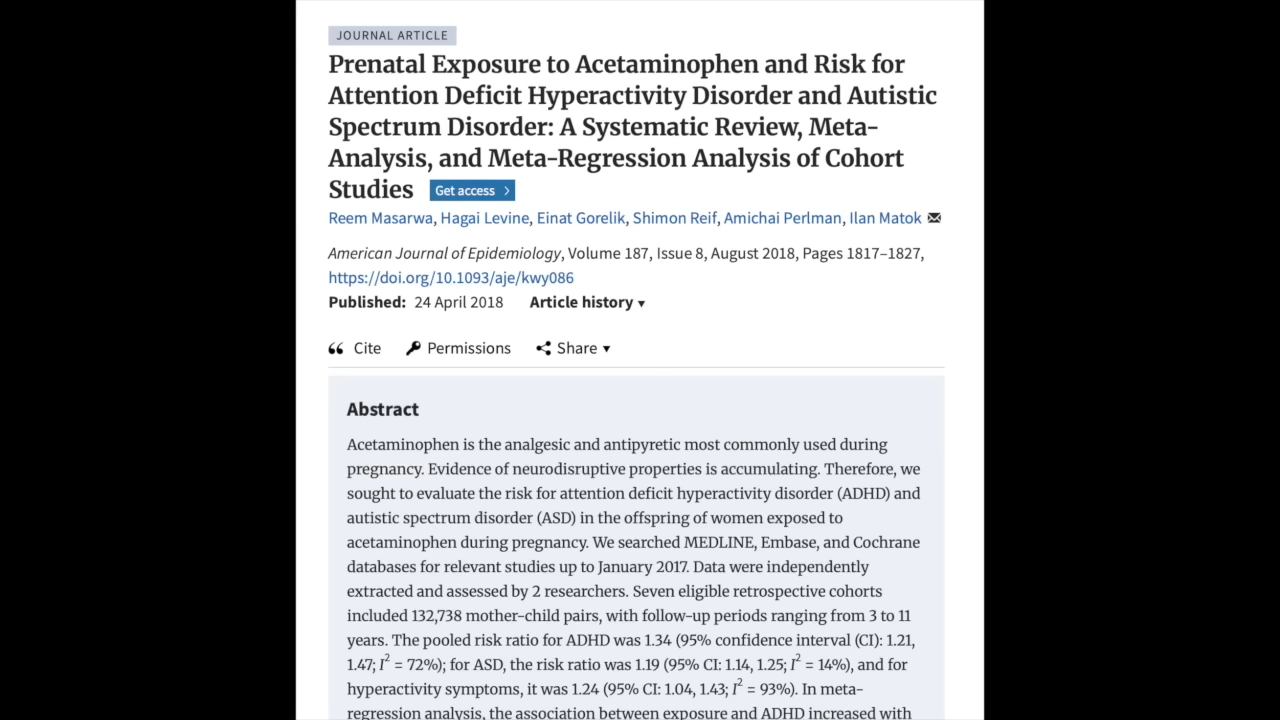 JOURNAL ARTICLE
Prenatal Exposure to Acetaminophen and Risk for
Attention Deficit Hyperactivity Disorder and Autistic
Spectrum Disorder: A Systematic Review, Meta-
Analysis, and Meta-Regression Analysis of Cohort
Studies Get access >
Reem Masarwa, Hagai Levine, Einat Gorelik, Shimon Reif, Amichai Perlman, Ilan Matok
American Journal of Epidemiology, Volume 187, Issue 8, August 2018, Pages 1817–1827,
https://doi.org/10.1093/aje/kwy086
Published: 24 April 2018 Article history ▾
Cite Permissions Share ▾
Abstract
Acetaminophen is the analgesic and antipyretic most commonly used during
pregnancy. Evidence of neurodisruptive properties is accumulating. Therefore, we
sought to evaluate the risk for attention deficit hyperactivity disorder (ADHD) and
autistic spectrum disorder (ASD) in the offspring of women exposed to
acetaminophen during pregnancy. We searched MEDLINE, Embase, and Cochrane
databases for relevant studies up to January 2017. Data were independently
extracted and assessed by 2 researchers. Seven eligible retrospective cohorts
included 132,738 mother-child pairs, with follow-up periods ranging from 3 to 11
years. The pooled risk ratio for ADHD was 1.34 (95% confidence interval (CI): 1.21,
1.47; I² = 72%); for ASD, the risk ratio was 1.19 (95% CI: 1.14, 1.25; I² = 14%), and for
hyperactivity symptoms, it was 1.24 (95% CI: 1.04, 1.43; I² = 93%). In meta-
regression analysis, the association between exposure and ADHD increased with